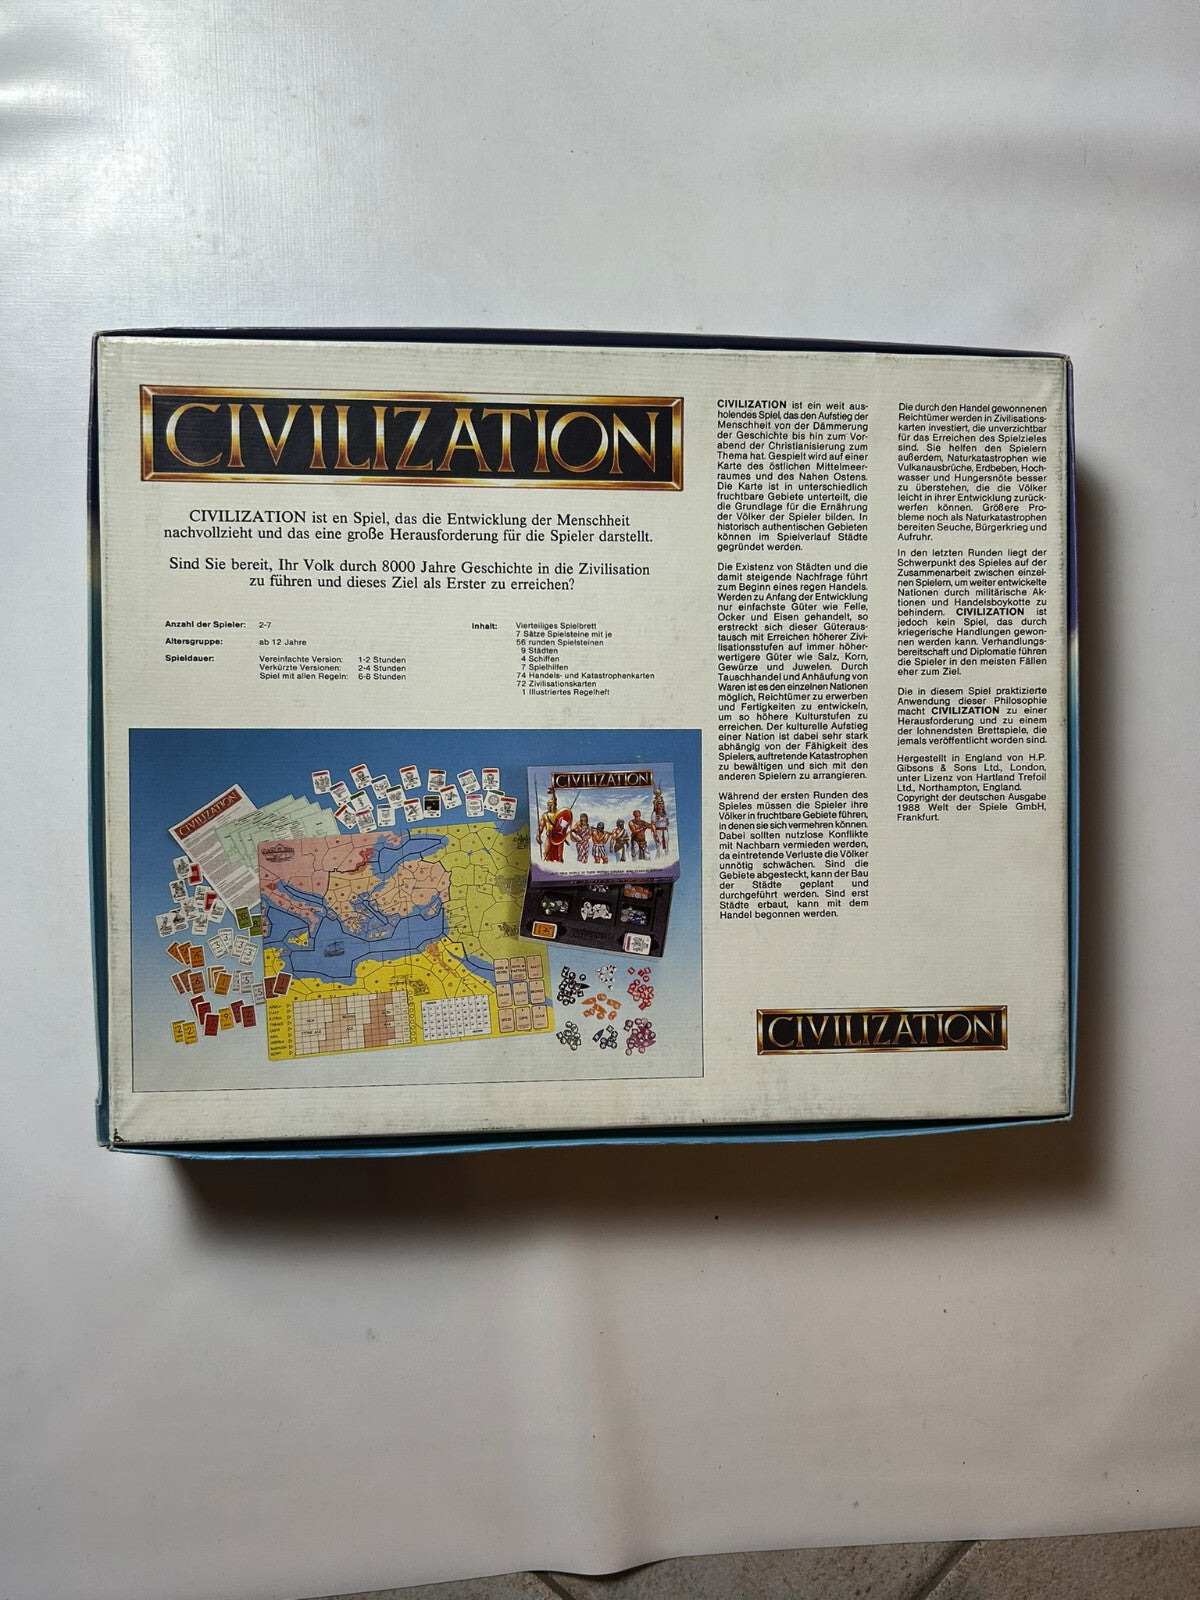 CIVILIZATION
CIVILIZATION ist en Spiel, das die Entwicklung der Menschheit
nachvollzieht und das eine große Herausforderung für die Spieler darstellt.
Sind Sie bereit, Ihr Volk durch 8000 Jahre Geschichte in die Zivilisation
zu führen und dieses Ziel als Erster zu erreichen?
Anzahl der Spieler: 2-7
Altersgruppe: ab 12 Jahre
Spieldauer: Vereinfachte Version: 1-2 Stunden
Verkürzte Versionen: 2-4 Stunden
Spiel mit allen Regeln: 6-8 Stunden
Inhalt: Vierteiliges Spielbrett
7 Sätze Spielsteine mit je
56 runden Spielsteinen
9 Städten
4 Schiffen
7 Spielhilfen
74 Handels- und Katastrophenkarten
72 Zivilisationskarten
1 Illustriertes Regelheft
CIVILIZATION
CIVILIZATION
CIVILIZATION ist ein weit aus-
holendes Spiel, das den Aufstieg der
Menschheit von der Dämmerung
der Geschichte bis hin zum Vor-
abend der Christianisierung zum
Thema hat. Gespielt wird auf einer
Karte des östlichen Mittelmeer-
raumes und des Nahen Ostens.
Die Karte ist in unterschiedlich
fruchtbare Gebiete unterteilt, die
die Grundlage für die Ernährung
der Völker der Spieler bilden. In
historisch authentischen Gebieten
können im Spielverlauf Städte
gegründet werden.
Die Existenz von Städten und die
damit steigende Nachfrage führt
zum Beginn eines regen Handels.
Werden zu Anfang der Entwicklung
nur einfachste Güter wie Felle,
Ocker und Eisen gehandelt, so
erstreckt sich dieser Güteraus-
tausch mit Erreichen höherer Zivi-
lisationsstufen auf immer höher-
wertigere Güter wie Salz, Korn,
Gewürze und Juwelen. Durch
Tauschhandel und Anhäufung von
Waren ist es den einzelnen Nationen
möglich, Reichtümer zu erwerben
und Fertigkeiten zu entwickeln,
um so höhere Kulturstufen zu
erreichen. Der kulturelle Aufstieg
einer Nation ist dabei sehr stark
abhängig von der Fähigkeit des
Spielers, auftretende Katastrophen
zu bewältigen und sich mit den
anderen Spielern zu arrangieren.
Während der ersten Runden des
Spieles müssen die Spieler ihre
Völker in fruchtbare Gebiete führen,
in denen sie sich vermehren können.
Dabei sollten nutzlose Konflikte
mit Nachbarn vermieden werden,
da eintretende Verluste die Völker
unnötig schwächen. Sind die
Gebiete abgesteckt, kann der Bau
der Städte geplant und
durchgeführt werden. Sind erst
Städte erbaut, kann mit dem
Handel begonnen werden.
Die durch den Handel gewonnenen
Reichtümer werden in Zivilisations-
karten investiert, die unverzichtbar
für das Erreichen des Spielzieles
sind. Sie helfen den Spielern
außerdem, Naturkatastrophen wie
Vulkanausbrüche, Erdbeben, Hoch-
wasser und Hungersnöte besser
zu überstehen, die die Völker
leicht in ihrer Entwicklung zurück-
werfen können. Größere Pro-
bleme noch als Naturkatastrophen
bereiten Seuche, Bürgerkrieg und
Aufruhr.
In den letzten Runden liegt der
Schwerpunkt des Spieles auf der
Zusammenarbeit zwischen einzel-
nen Spielern, um weiter entwickelte
Nationen durch militärische Ak-
tionen und Handelsboykotte zu
behindern. CIVILIZATION ist
jedoch kein Spiel, das durch
kriegerische Handlungen gewon-
nen werden kann. Verhandlungs-
bereitschaft und Diplomatie führen
die Spieler in den meisten Fällen
eher zum Ziel.
Die in diesem Spiel praktizierte
Anwendung dieser Philosophie
macht CIVILIZATION zu einer
Herausforderung und zu einem
der lohnendsten Brettspiele, die
jemals veröffentlicht worden sind.
Hergestellt in England von H.P.
Gibsons & Sons Ltd., London,
unter Lizenz von Hartland Trefoil
Ltd., Northampton, England.
Copyright der deutschen Ausgabe
1988 Welt der Spiele GmbH,
Frankfurt.
CIVILIZATION